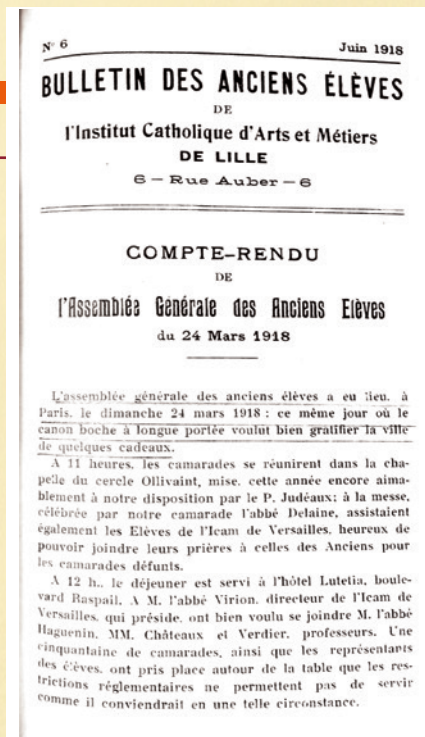 N° 6 Juin 1918
BULLETIN DES ANCIENS ÉLÈVES
DE
l'Institut Catholique d'Arts et Métiers
DE LILLE
6 — Rue Auber — 6
COMPTE-RENDU
DE
l'Assemblée Générale des Anciens Elèves
du 24 Mars 1918
L'assemblée générale des anciens élèves a eu lieu, à
Paris, le dimanche 24 mars 1918 : ce même jour où le
canon boche à longue portée voulut bien gratifier la ville
de quelques cadeaux.
A 11 heures, les camarades se réunirent dans la cha-
pelle du cercle Ollivaint, mise, cette année encore aima-
blement à notre disposition par le P. Judéaux; à la messe,
célébrée par notre camarade l'abbé Delaine, assistaient
également les Elèves de l'Icam de Versailles, heureux de
pouvoir joindre leurs prières à celles des Anciens pour
les camarades défunts.
A 12 h., le déjeuner est servi à l'hôtel Lutetia, boule-
vard Raspail. A M. l'abbé Virion, directeur de l'Icam de
Versailles, qui préside, ont bien voulu se joindre M. l'abbé
Haguenin, MM. Châteaux et Verdier, professeurs. Une
cinquantaine de camarades, ainsi que les représentants
des élèves, ont pris place autour de la table que les res-
trictions réglementaires ne permettent pas de servir
comme il conviendrait en une telle circonstance.